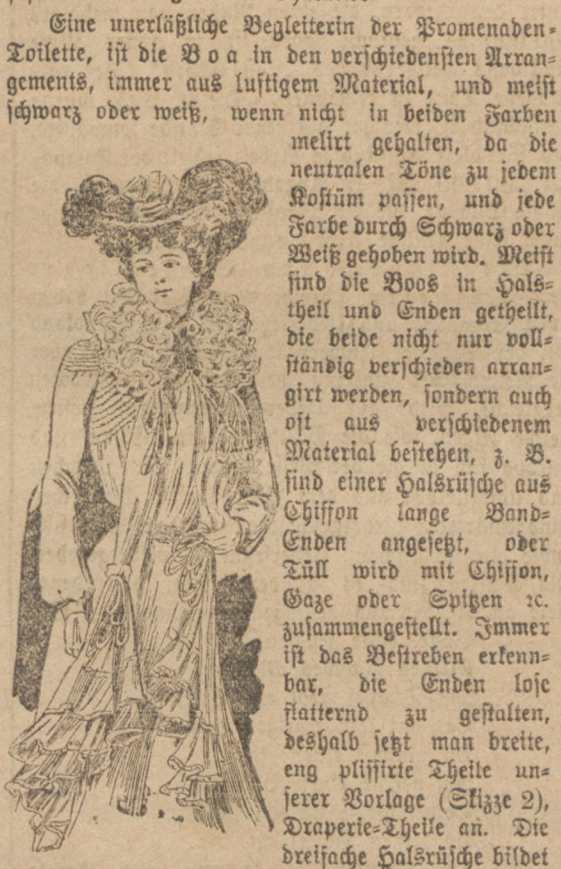 Eine unerläßliche Begleiterin der Promenaden-
Toilette, ist die Boa in den verschiedensten Arran-
gements, immer aus luftigem Material, und meist
schwarz oder weiß, wenn nicht in beiden Farben
melirt gehalten, da die
neutralen Töne zu jedem
Kostüm passen, und jede
Farbe durch Schwarz oder
Weiß gehoben wird. Meist
sind die Boos in Hals-
theil und Enden getheilt,
die beide nicht nur voll-
ständig verschieden arran-
girt werden, sondern auch
oft aus verschiedenem
Material bestehen, z. B.
sind einer Halsrüsche aus
Chiffon lange Band-
Enden angesetzt, oder
Tüll wird mit Chiffon,
Gaze oder Spitzen ꝛc.
zusammengestellt. Immer
ist das Bestreben erkenn-
bar, die Enden lose
flatternd zu gestalten,
deshalb setzt man breite,
eng plissirte Theile un-
serer Vorlage (Skizze 2),
Draperie-Theile an. Die
dreifache Halsrüsche bildet